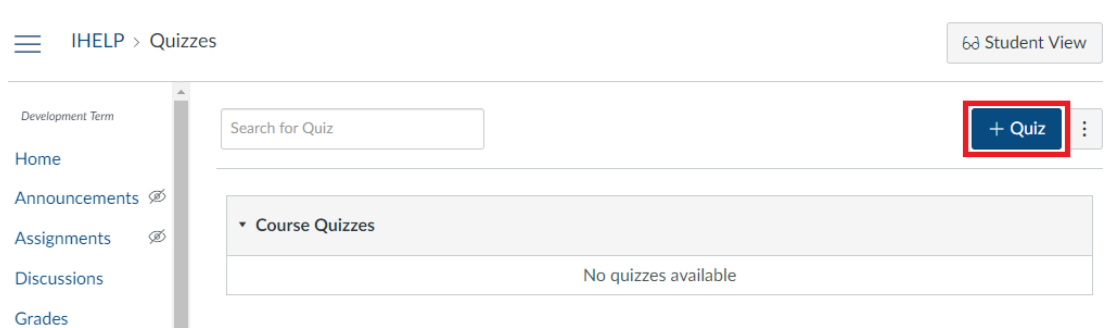 IHELP > Quizzes
Student View
Development Term
Search for Quiz
+ Quiz
Home
Announcements
Course Quizzes
Assignments
No quizzes available
Discussions
Grades